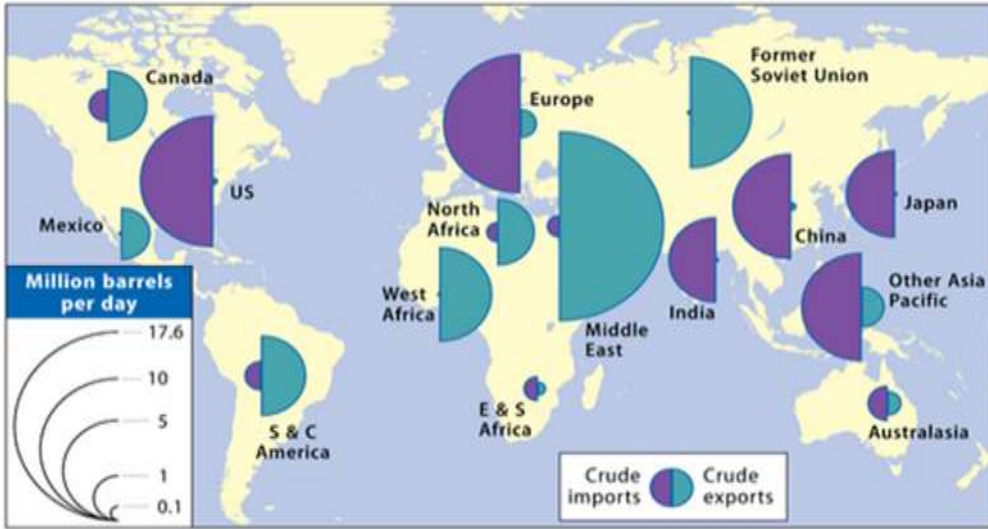 Canada
Former
Soviet Union
Europe
US
Mexico
North
Africa
Japan
China
Million barrels
per day
West
Africa
India
Other Asia
Pacific
Middle
East
17.6
10
5
1
0.1
E & S
Africa
S & C
America
Australasia
Crude
imports
Crude
exports